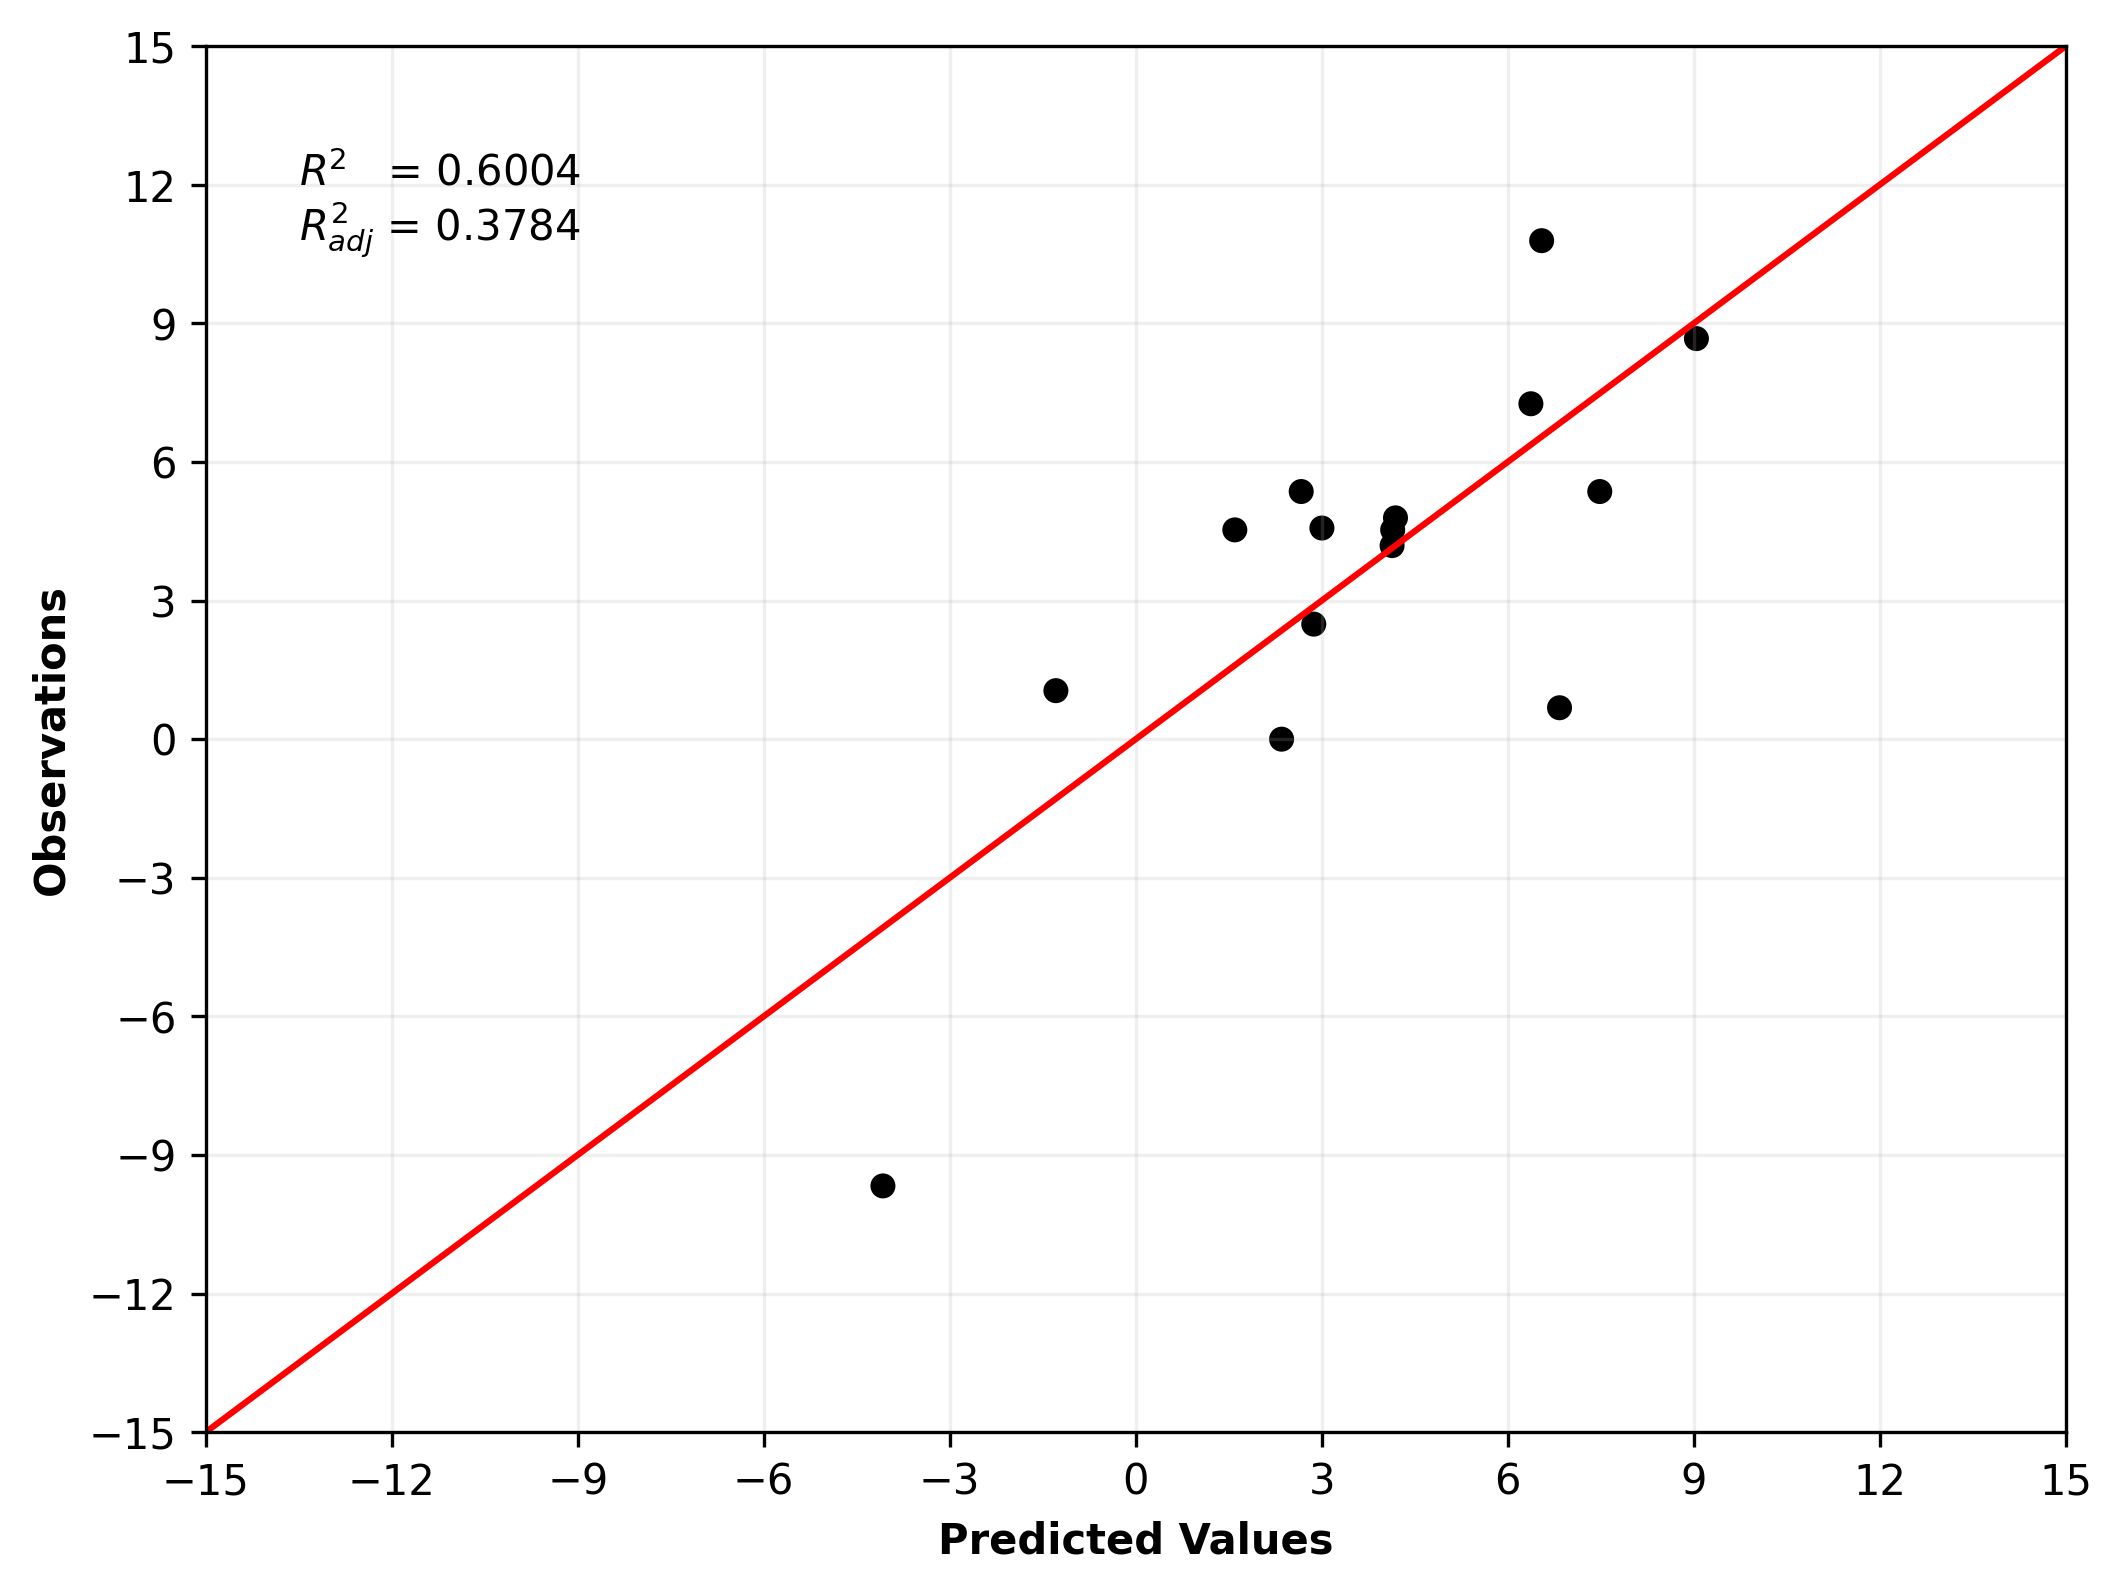 15
12
9
6
3
0
−3
−6
−9
−12
−15
R² = 0.6004
R²adj = 0.3784
Observations
−15 −12 −9 −6 −3 0 3 6 9 12 15
Predicted Values